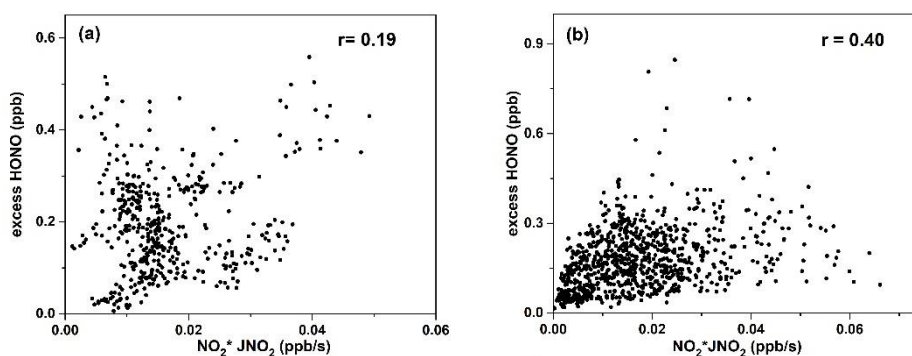 (a)
r= 0.19
0.6
0.4
0.2
0.0
excess HONO (ppb)
0.00
0.02
0.04
0.06
NO₂* JNO₂ (ppb/s)
(b)
r = 0.40
0.9
0.6
0.3
0.0
excess HONO (ppb)
0.00
0.02
0.04
0.06
NO₂*JNO₂ (ppb/s)